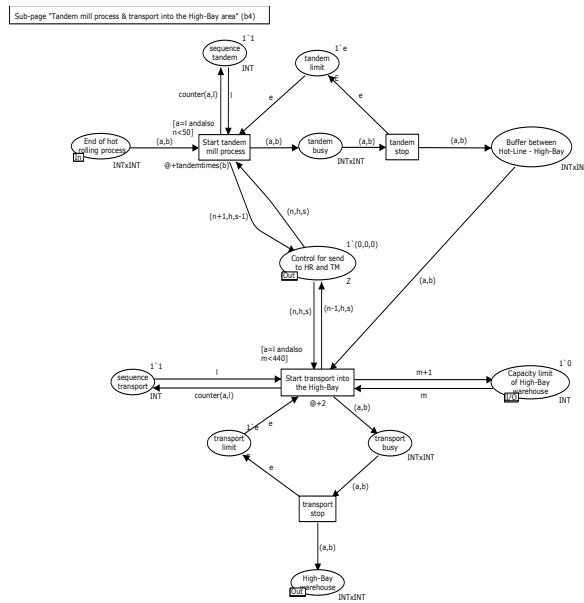 Sub-page "Tandem mill process & transport into the High-Bay area" (b4)
1`1
sequence
tandem
INT
1`e
tandem
limit
E
counter(a,l)
l
e
e
[a=l andalso
n<50]
End of hot
rolling process
In
INTxINT
(a,b)
Start tandem
mill process
@+tandemtimes(b)
(a,b)
tandem
busy
INTxINT
(a,b)
tandem
stop
(a,b)
Buffer between
Hot-Line - High-Bay
INTxIN
(n+1,h,s-1)
(n,h,s)
1`(0,0,0)
Control for send
to HR and TM
Out
Z
(a,b)
(n,h,s)
(n-1,h,s)
[a=l andalso
m<440]
1`1
sequence
transport
INT
l
counter(a,l)
Start transport into
the High-Bay
@+2
m+1
m
1`0
Capacity limit
of High-Bay
warehouse
I/O
INT
e
(a,b)
1`e
transport
limit
transport
busy
INTxINT
e
(a,b)
transport
stop
(a,b)
High-Bay
warehouse
Out
INTxINT